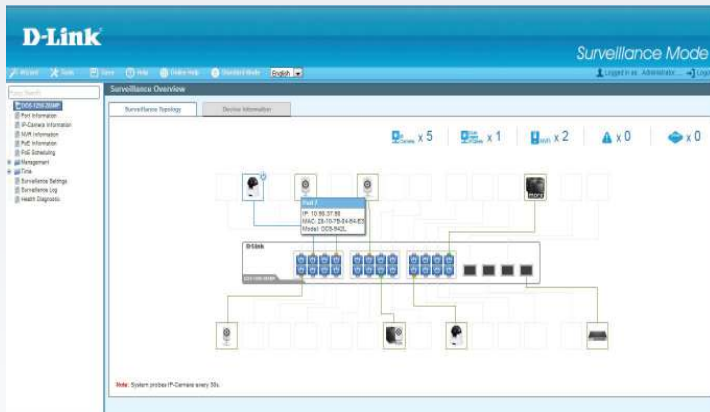 D-Link
Surveillance Mode
Wizard Tools Save Help Online Help Standard Mode English
Logged in as: Administrator
Surveillance Overview
DGS-1250-28XMP
Port Information
IP-Camera Information
NVR Information
PoE Information
PoE Scheduling
Management
Time
Surveillance Settings
Surveillance Log
Health Diagnostic
Surveillance Topology Device Information
x 5
x 1
x 2
x 0
x 0
IP: 10.90.37.86
Model: DCS-942L
D-Link
Note: System probes IP-Camera every 30s.